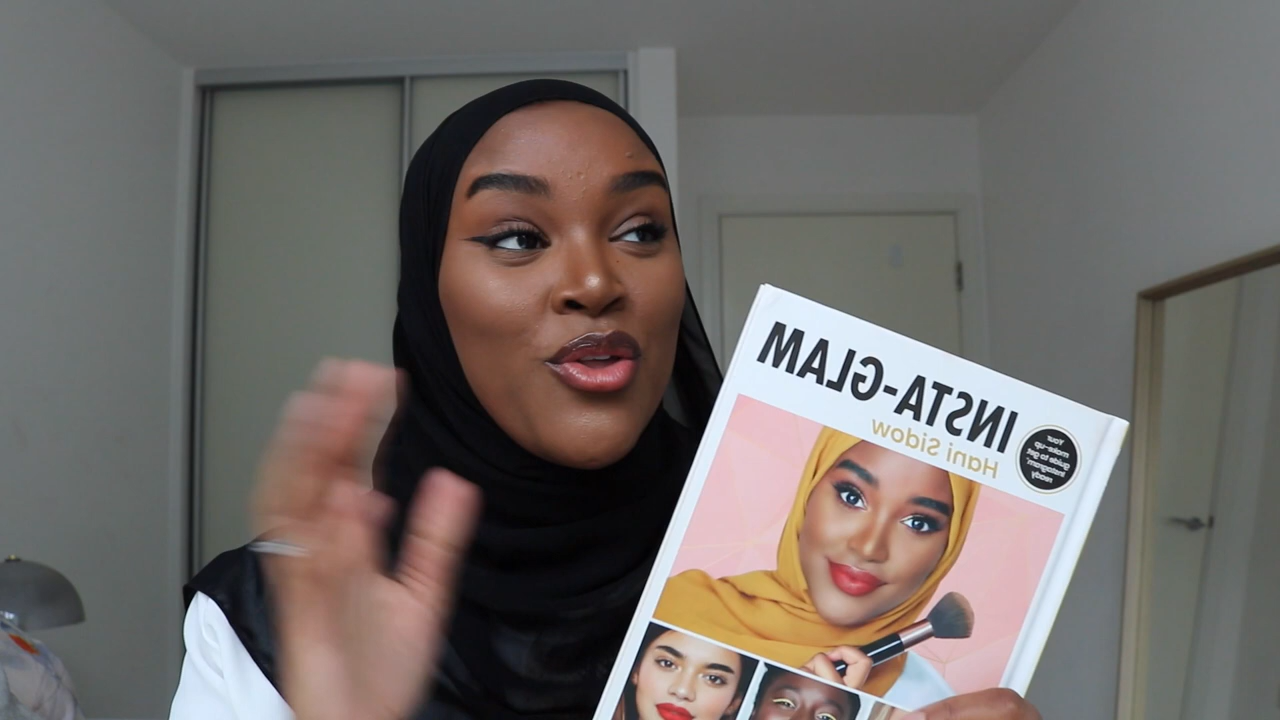 INSTA-GLAM
Hani Sidow
Your
make-up
guide to get
Instagram
ready